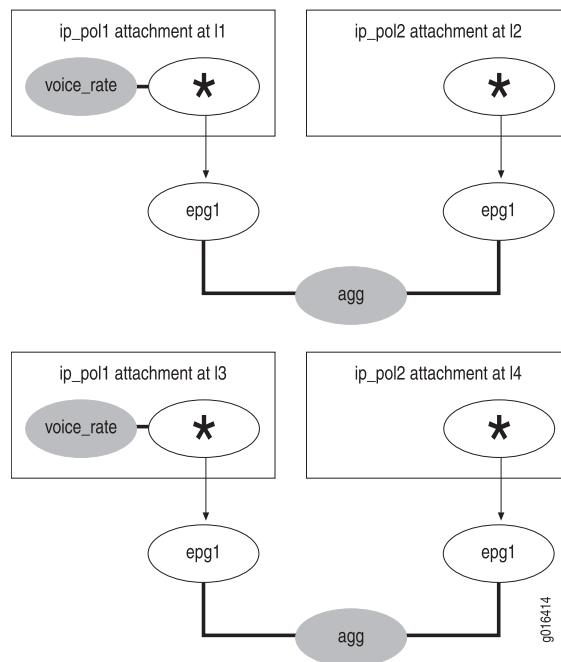 ip_pol1 attachment at l1
ip_pol2 attachment at l2
voice_rate
*
*
epg1
epg1
agg
ip_pol1 attachment at l3
ip_pol2 attachment at l4
voice_rate
*
*
epg1
epg1
agg
g016414